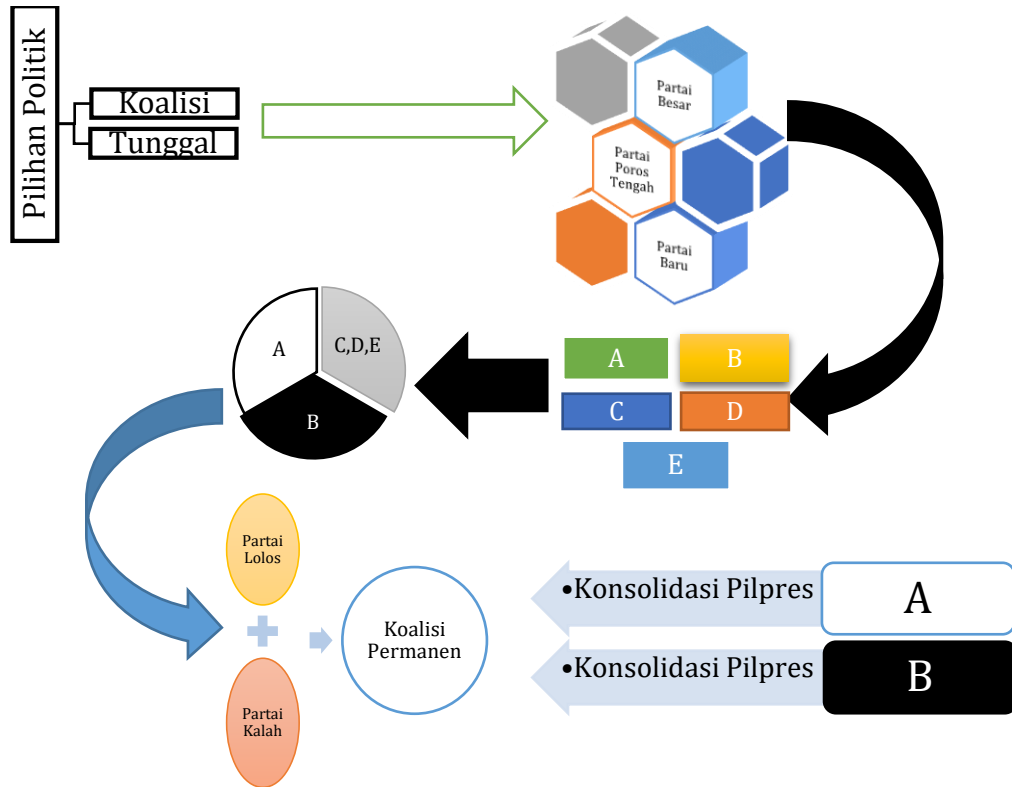 Pilihan Politik
Koalisi
Tunggal
Partai
Besar
Partai
Poros
Tengah
Partai
Baru
A
B
C
D
E
A
C,D,E
B
Partai
Lolos
Partai
Kalah
Koalisi
Permanen
•Konsolidasi Pilpres
A
•Konsolidasi Pilpres
B